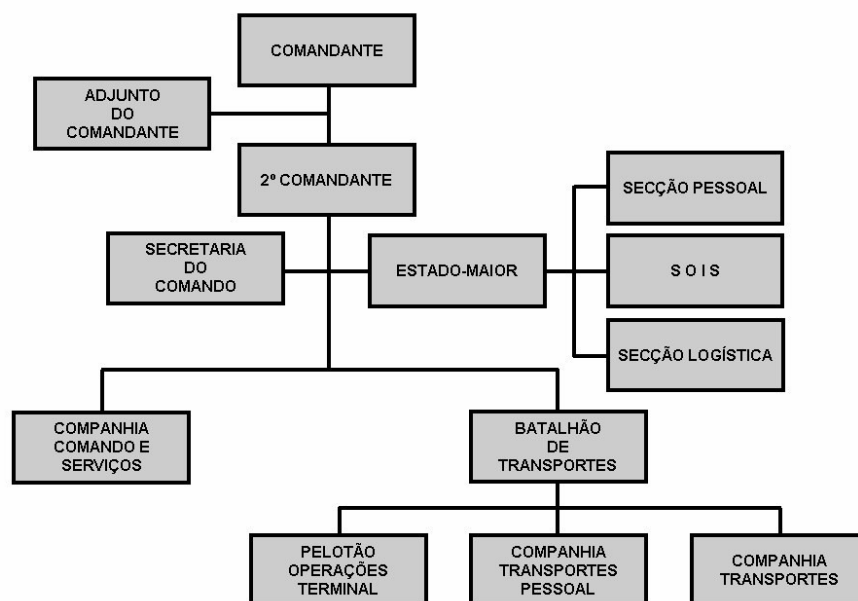 COMANDANTE
ADJUNTO
DO
COMANDANTE
2º COMANDANTE
SECÇÃO PESSOAL
SECRETARIA
DO
COMANDO
ESTADO-MAIOR
S O I S
SECÇÃO LOGÍSTICA
COMPANHIA
COMANDO E
SERVIÇOS
BATALHÃO
DE
TRANSPORTES
PELOTÃO
OPERAÇÕES
TERMINAL
COMPANHIA
TRANSPORTES
PESSOAL
COMPANHIA
TRANSPORTES